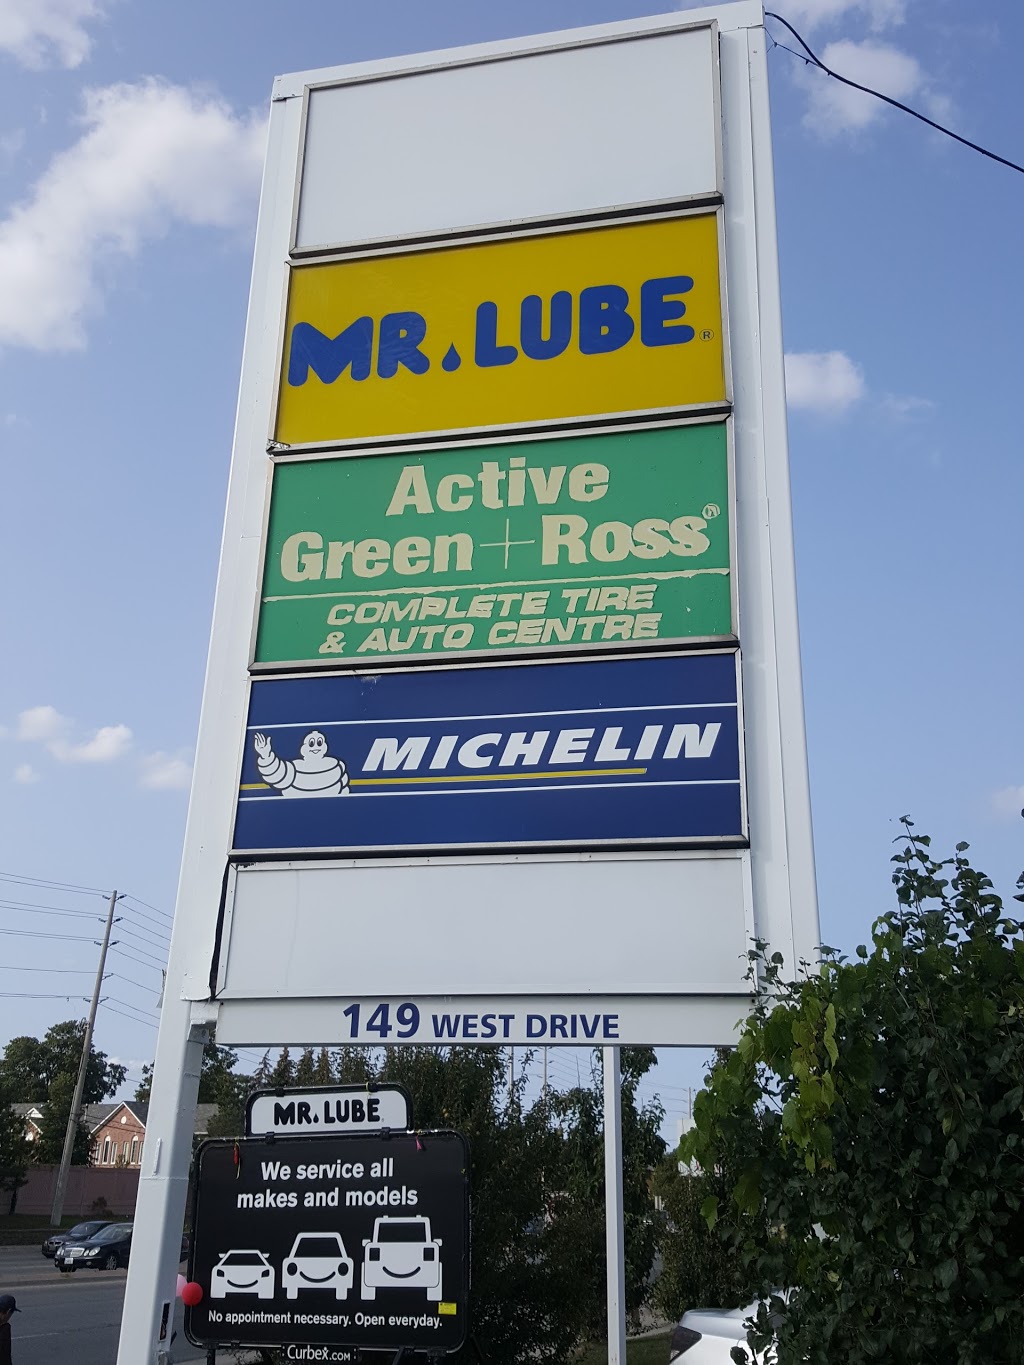 MR. LUBE ®
Active
Green + Ross
COMPLETE TIRE
& AUTO CENTRE
MICHELIN
149 WEST DRIVE
MR. LUBE
We service all
makes and models
No appointment necessary. Open everyday.
Curbex.com